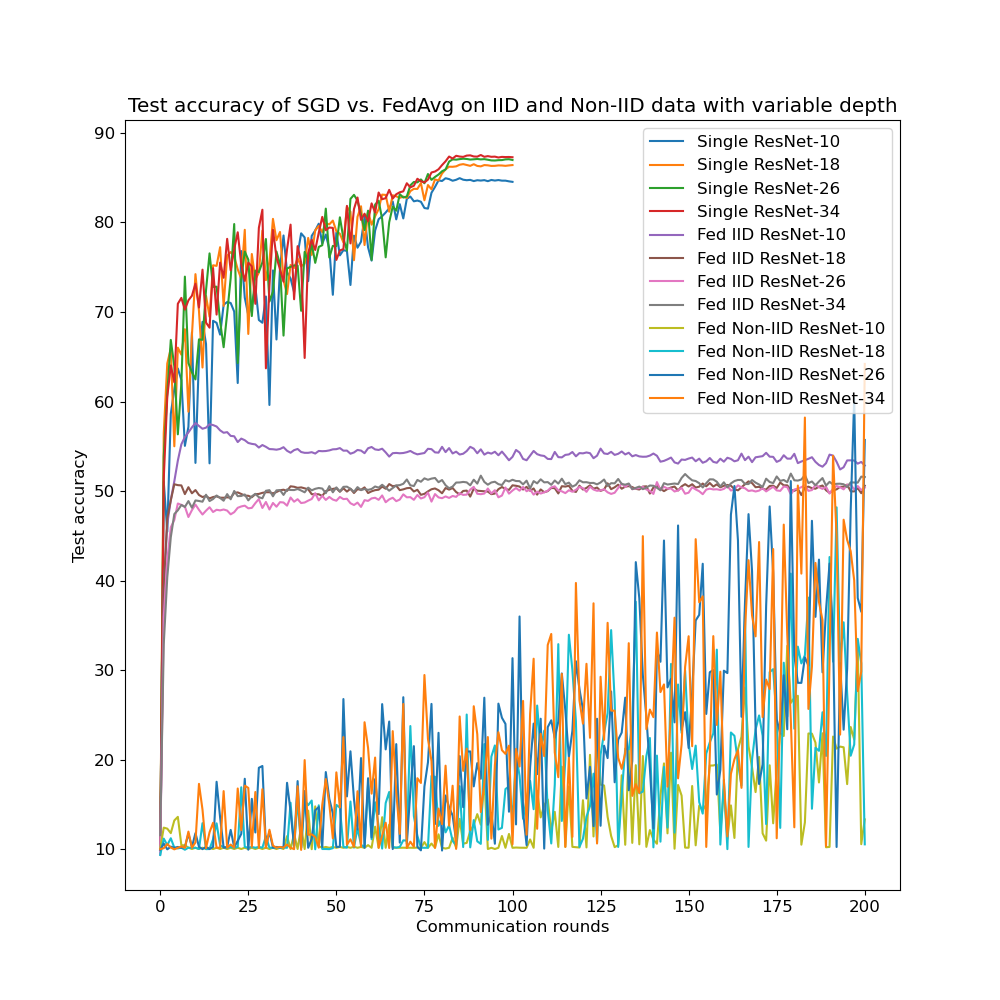 Test accuracy of SGD vs. FedAvg on IID and Non-IID data with variable depth
90
80
70
60
50
40
30
20
10
Test accuracy
Single ResNet-10
Single ResNet-18
Single ResNet-26
Single ResNet-34
Fed IID ResNet-10
Fed IID ResNet-18
Fed IID ResNet-26
Fed IID ResNet-34
Fed Non-IID ResNet-10
Fed Non-IID ResNet-18
Fed Non-IID ResNet-26
Fed Non-IID ResNet-34
0 25 50 75 100 125 150 175 200
Communication rounds